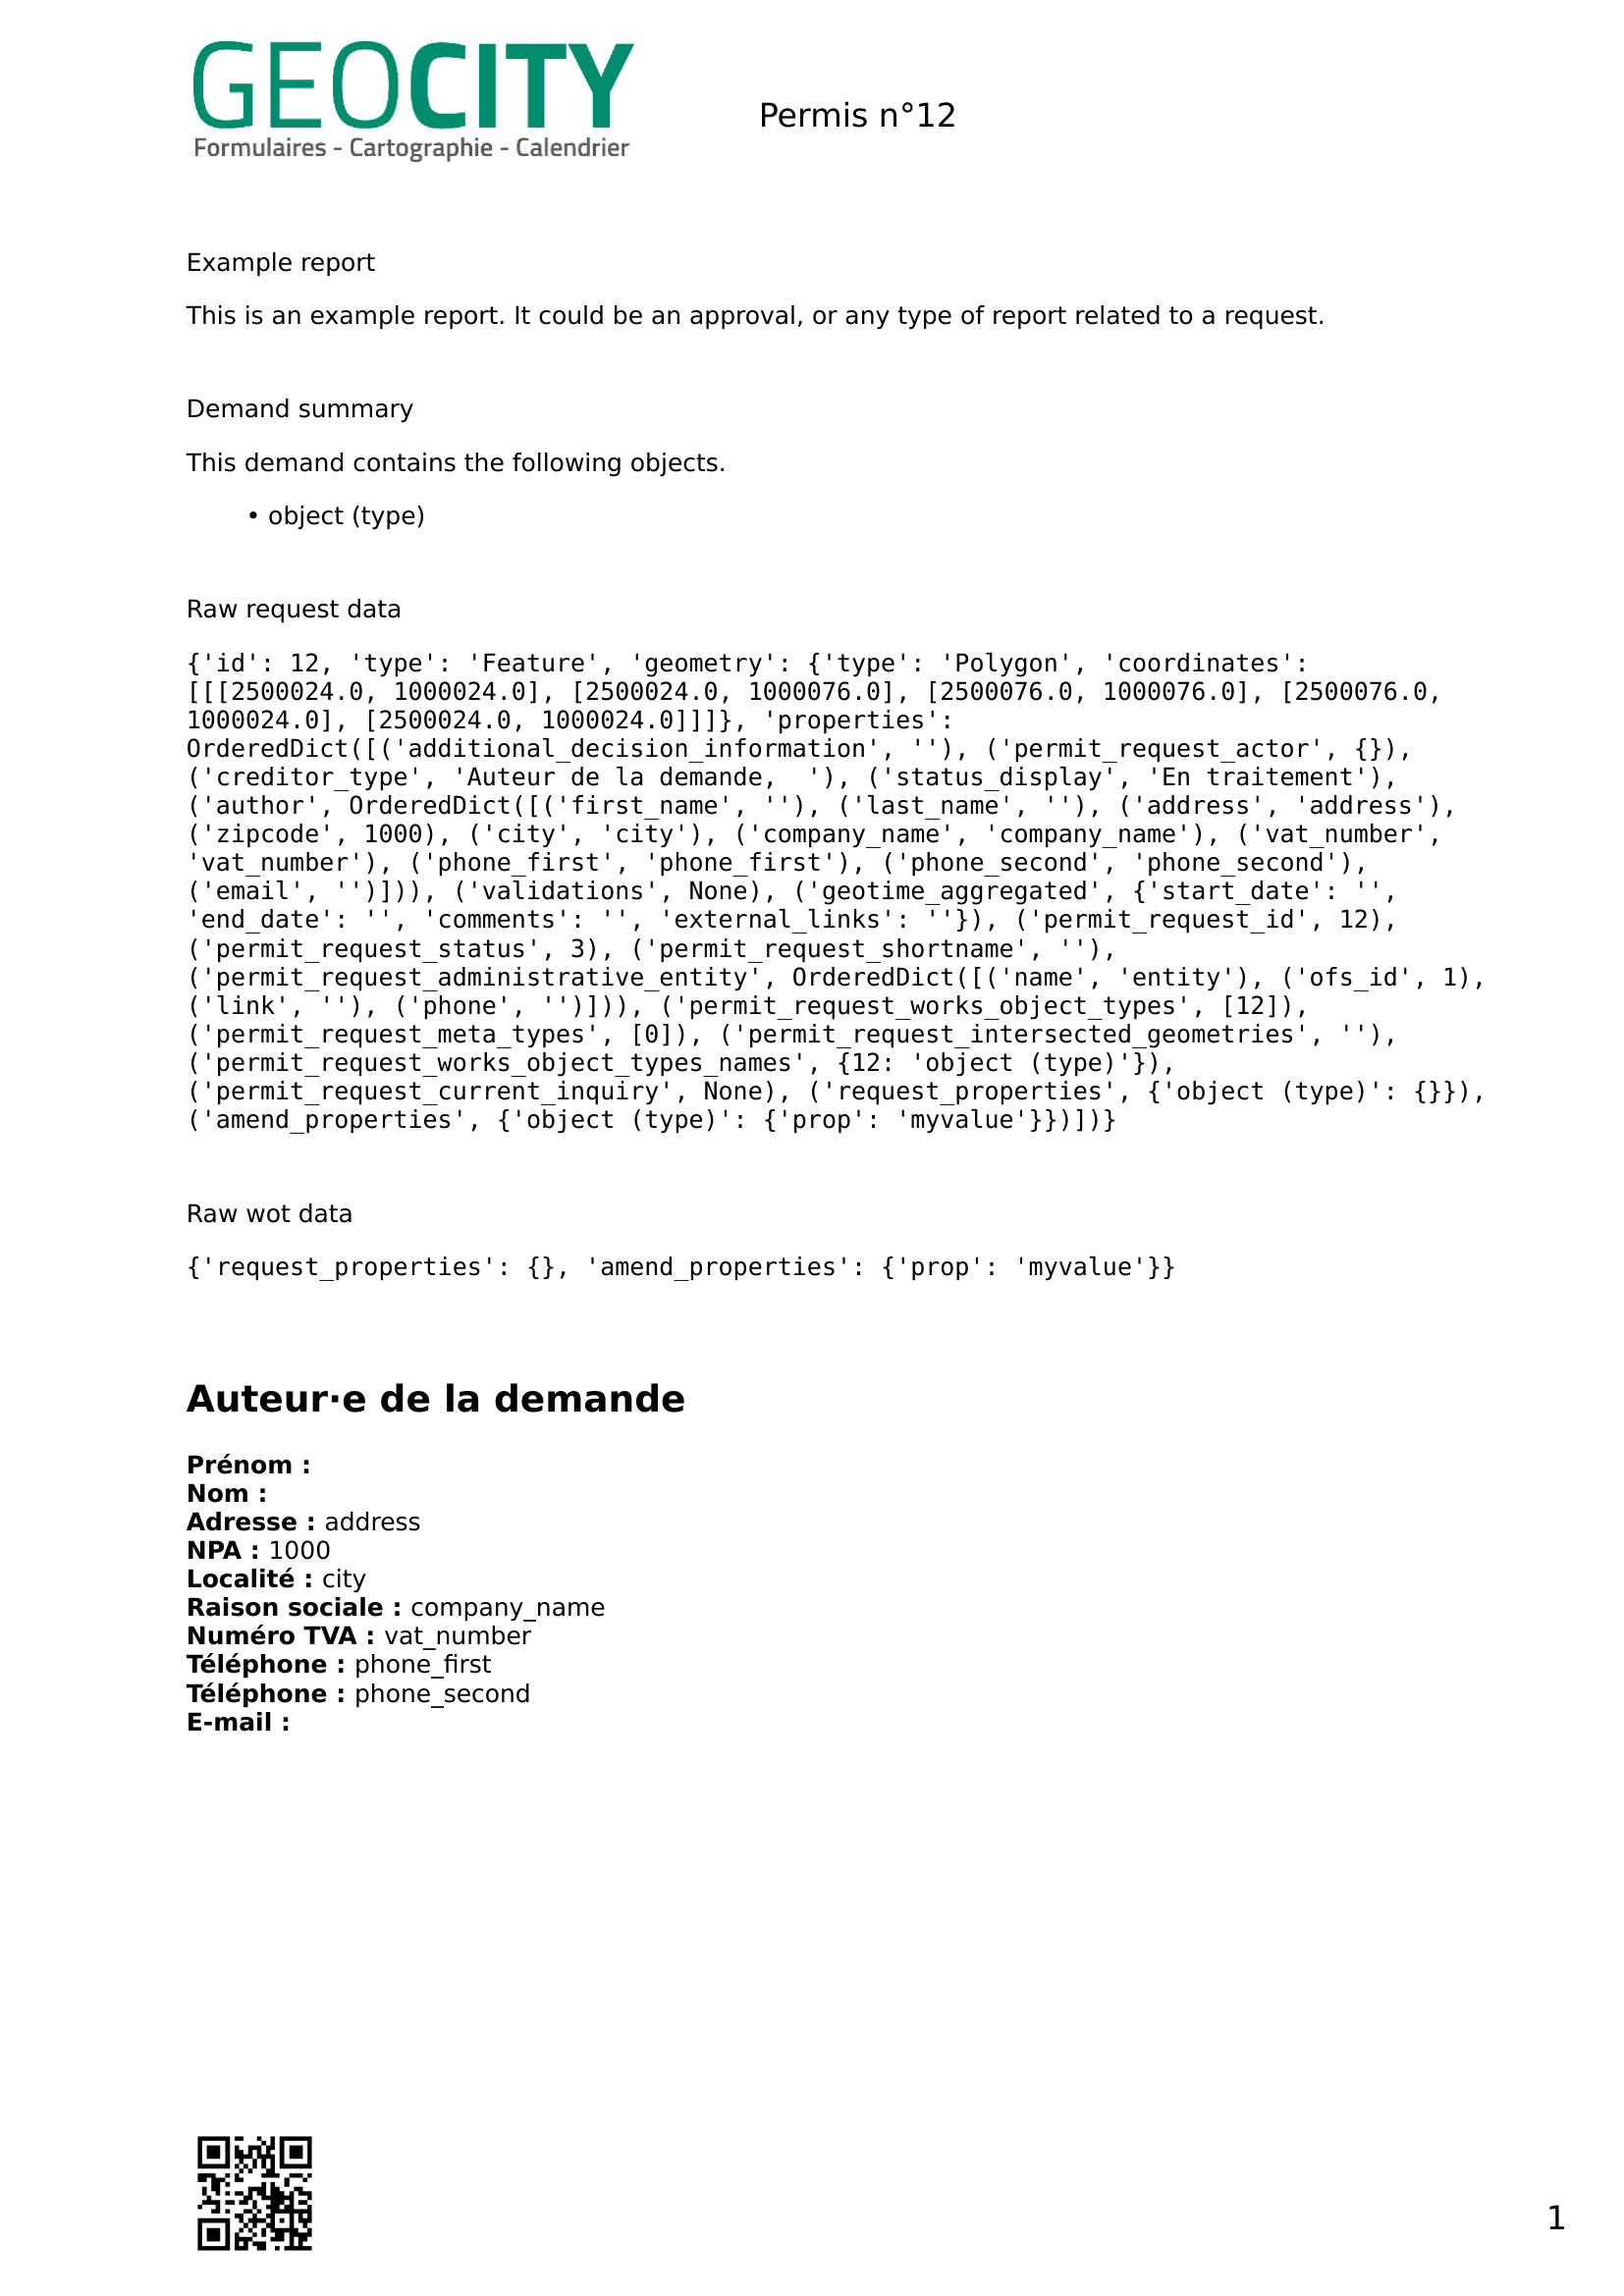 GEOCITY
Formulaires - Cartographie - Calendrier
Permis n°12
Example report
This is an example report. It could be an approval, or any type of report related to a request.
Demand summary
This demand contains the following objects.
• object (type)
Raw request data
{'id': 12, 'type': 'Feature', 'geometry': {'type': 'Polygon', 'coordinates':
[[[2500024.0, 1000024.0], [2500024.0, 1000076.0], [2500076.0, 1000076.0], [2500076.0,
1000024.0], [2500024.0, 1000024.0]]]}, 'properties':
OrderedDict([('additional_decision_information', ''), ('permit_request_actor', {}),
('creditor_type', 'Auteur de la demande,  '), ('status_display', 'En traitement'),
('author', OrderedDict([('first_name', ''), ('last_name', ''), ('address', 'address'),
('zipcode', 1000), ('city', 'city'), ('company_name', 'company_name'), ('vat_number',
'vat_number'), ('phone_first', 'phone_first'), ('phone_second', 'phone_second'),
('email', '')])), ('validations', None), ('geotime_aggregated', {'start_date': '',
'end_date': '', 'comments': '', 'external_links': ''}), ('permit_request_id', 12),
('permit_request_status', 3), ('permit_request_shortname', ''),
('permit_request_administrative_entity', OrderedDict([('name', 'entity'), ('ofs_id', 1),
('link', ''), ('phone', '')])), ('permit_request_works_object_types', [12]),
('permit_request_meta_types', [0]), ('permit_request_intersected_geometries', ''),
('permit_request_works_object_types_names', {12: 'object (type)'}),
('permit_request_current_inquiry', None), ('request_properties', {'object (type)': {}}),
('amend_properties', {'object (type)': {'prop': 'myvalue'}})])}
Raw wot data
{'request_properties': {}, 'amend_properties': {'prop': 'myvalue'}}
Auteur·e de la demande
Prénom :
Nom :
Adresse : address
NPA : 1000
Localité : city
Raison sociale : company_name
Numéro TVA : vat_number
Téléphone : phone_first
Téléphone : phone_second
E-mail :
1